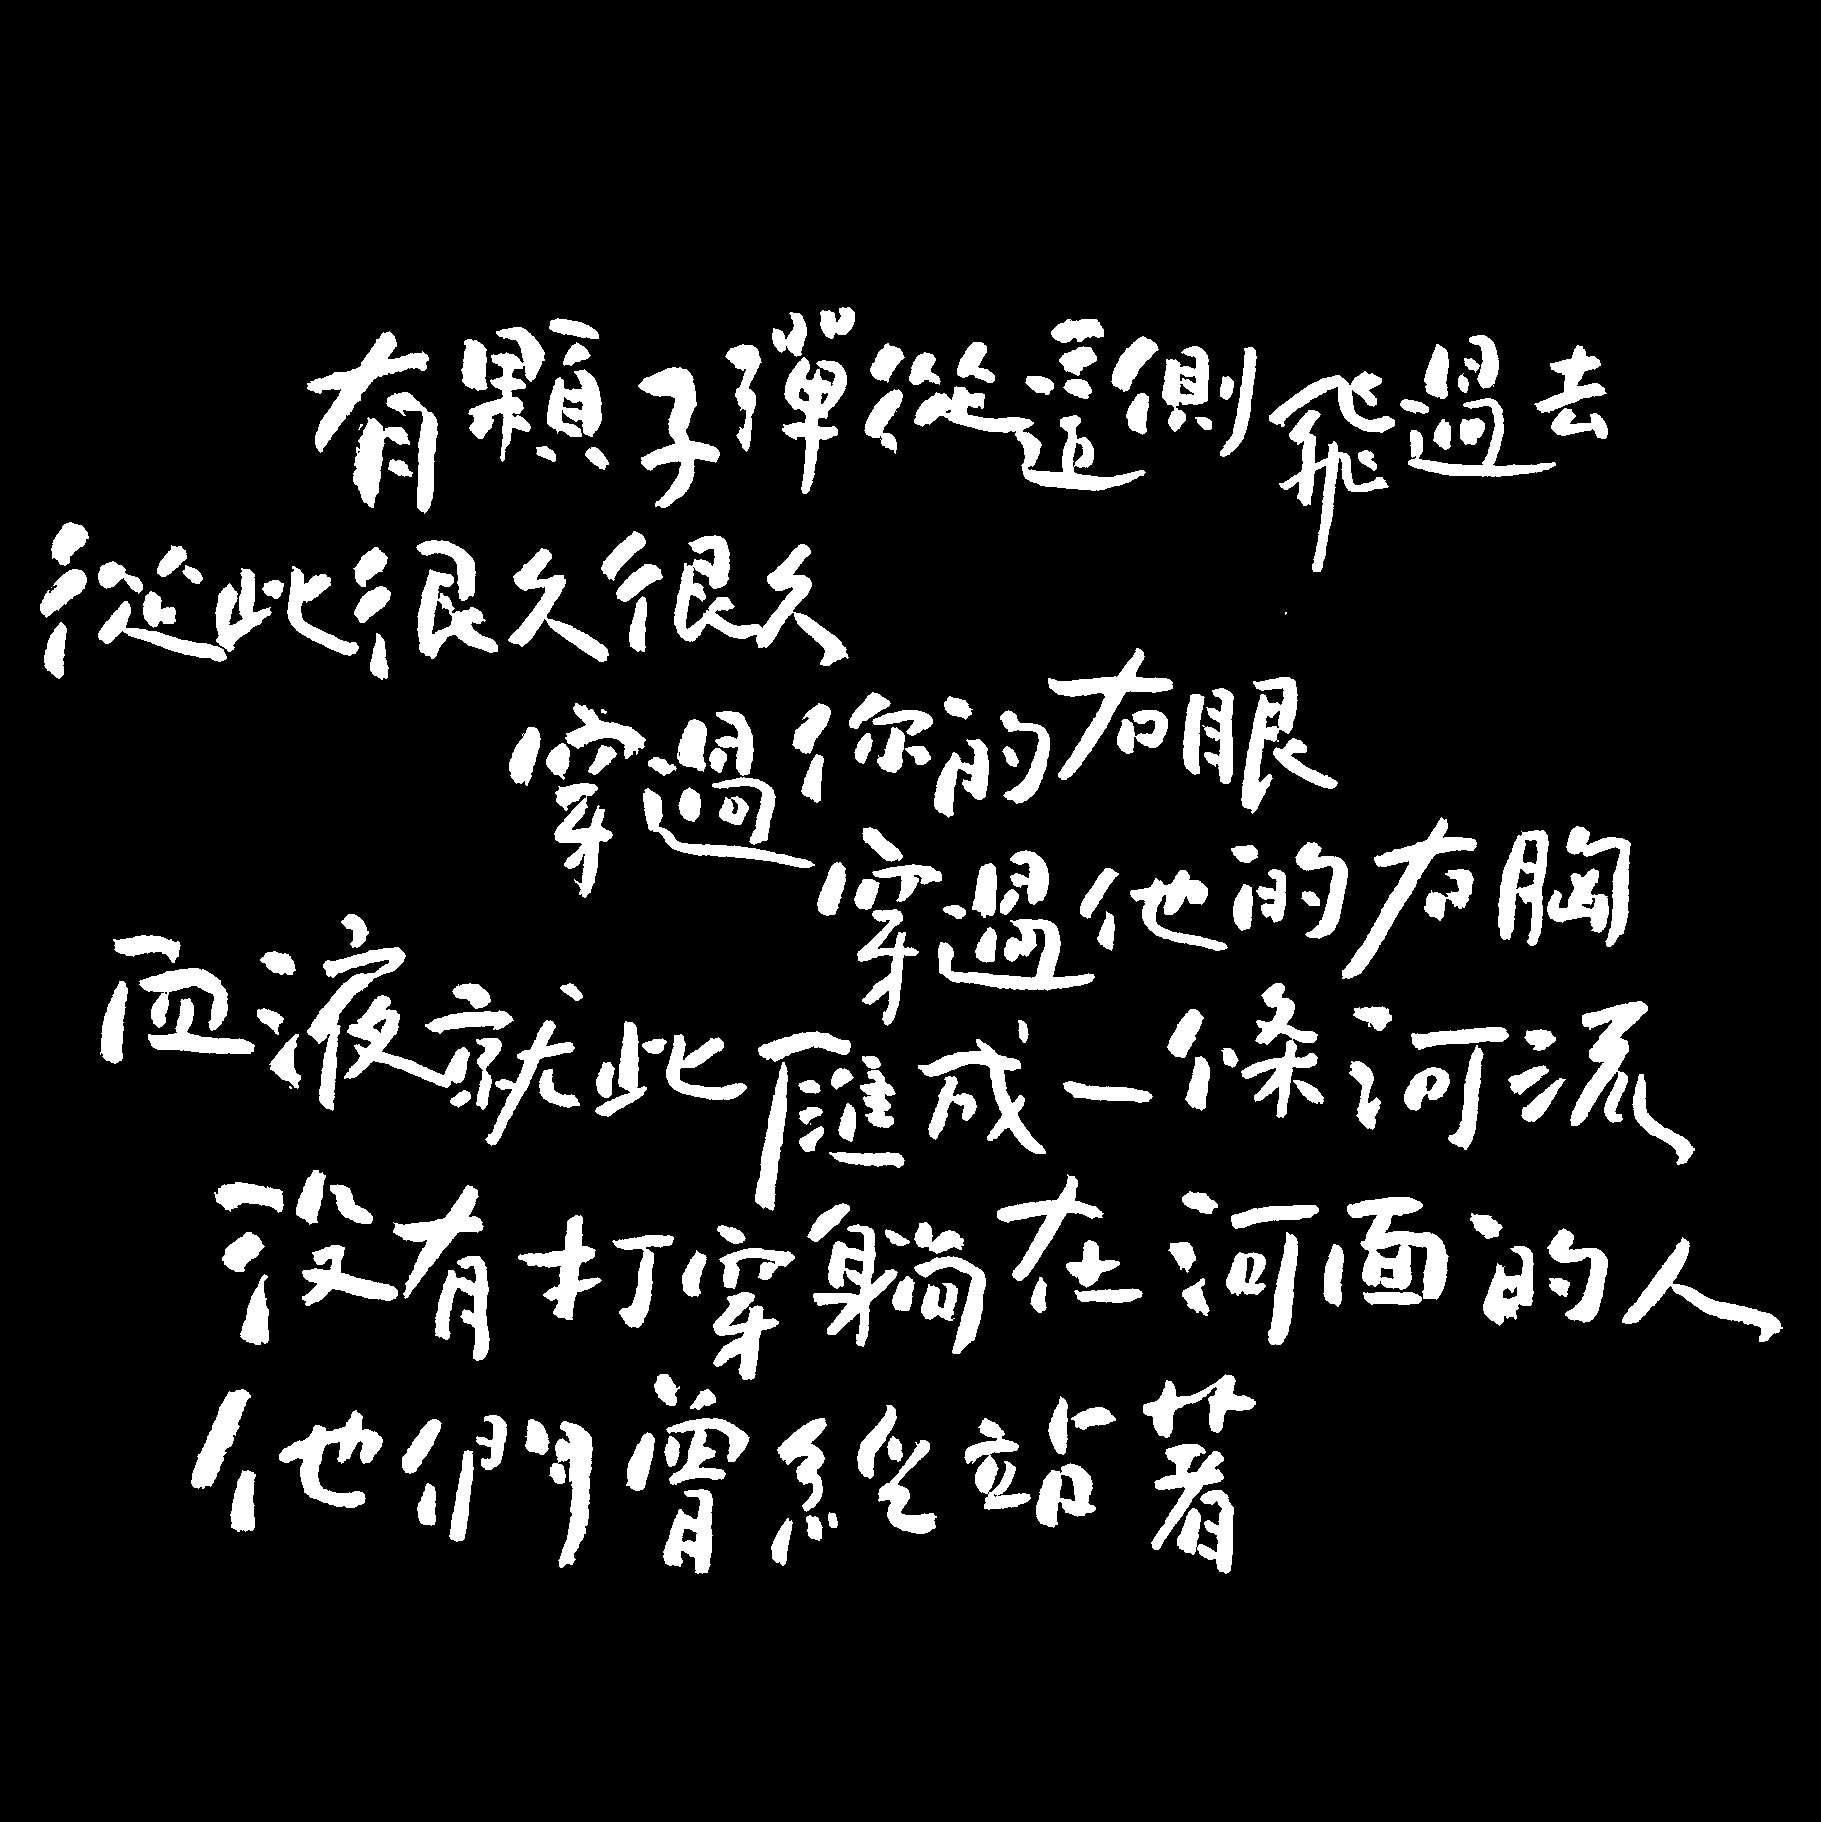 有顆子彈從這側飛過去
從此很久很久
穿過你的右眼
穿過他的右胸
血液就此匯成一條河流
沒有打穿躺在河面的人
他們曾經站著